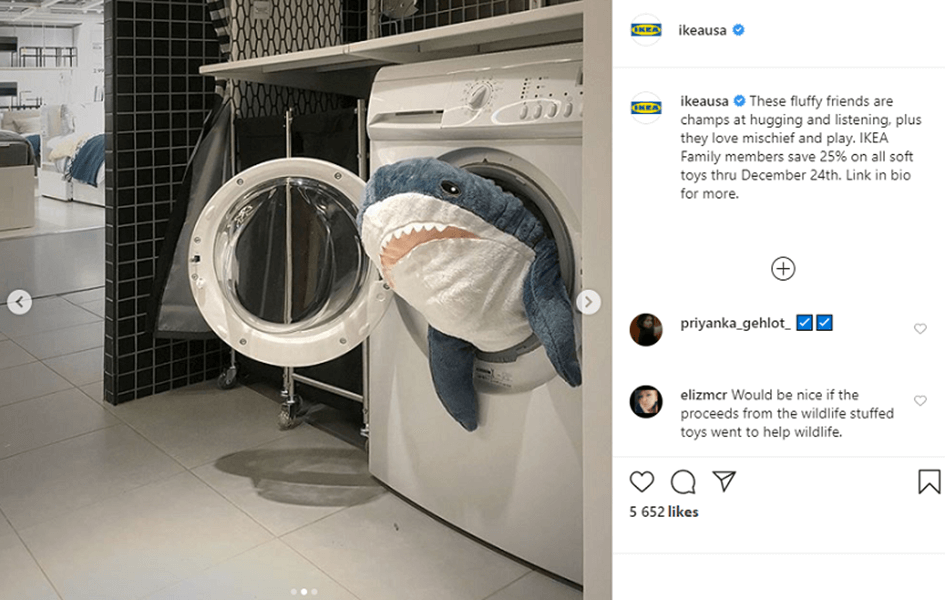 IKEA ikeausa
IKEA ikeausa These fluffy friends are
champs at hugging and listening, plus
they love mischief and play. IKEA
Family members save 25% on all soft
toys thru December 24th. Link in bio
for more.
priyanka_gehlot_
elizmcr Would be nice if the
proceeds from the wildlife stuffed
toys went to help wildlife.
5 652 likes